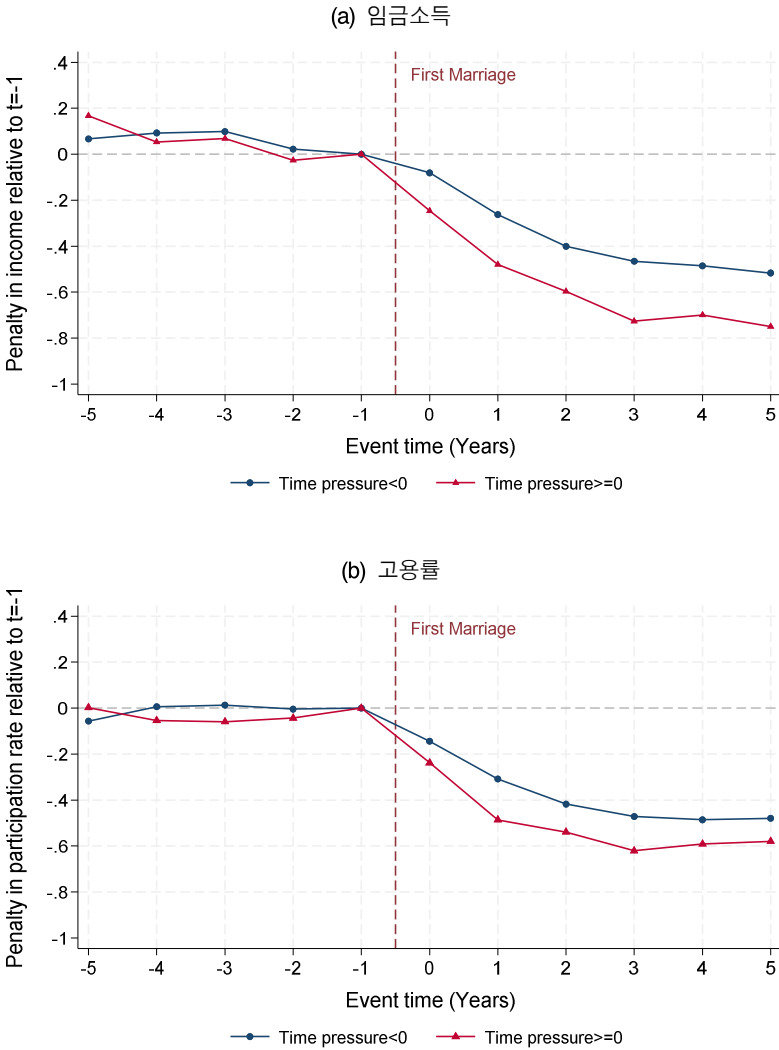 (a) 임금소득
Penalty in income relative to t=-1
.4
.2
0
-.2
-.4
-.6
-.8
-1
First Marriage
-5 -4 -3 -2 -1 0 1 2 3 4 5
Event time (Years)
Time pressure<0 Time pressure>=0
(b) 고용률
Penalty in participation rate relative to t=-1
.4
.2
0
-.2
-.4
-.6
-.8
-1
First Marriage
-5 -4 -3 -2 -1 0 1 2 3 4 5
Event time (Years)
Time pressure<0 Time pressure>=0